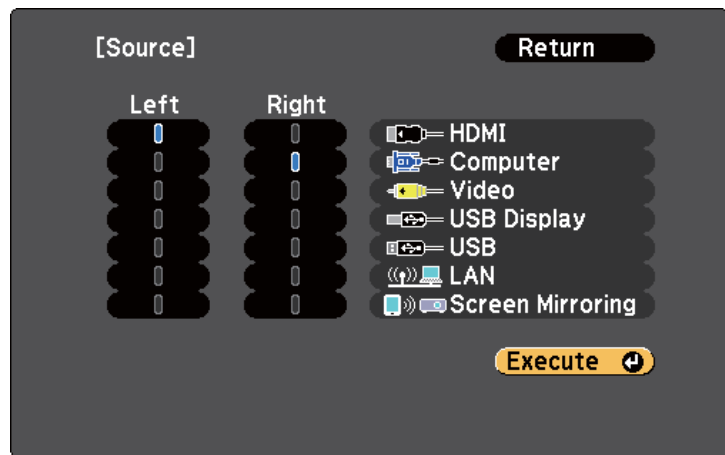 [Source]
Return
Left Right
HDMI
Computer
Video
USB Display
USB
LAN
Screen Mirroring
Execute